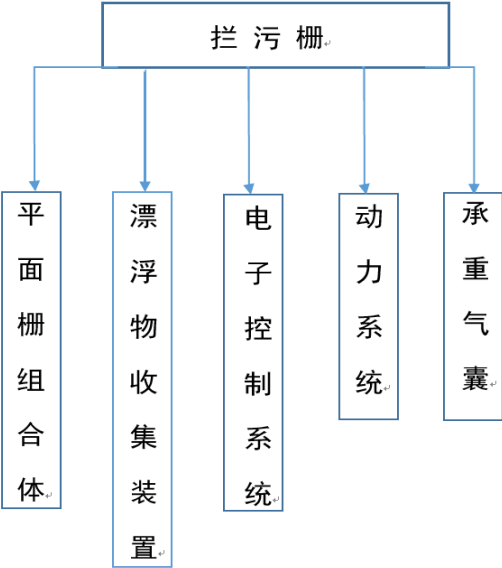 拦污栅
平面栅组合体
漂浮物收集装置
电子控制系统
动力系统
承重气囊